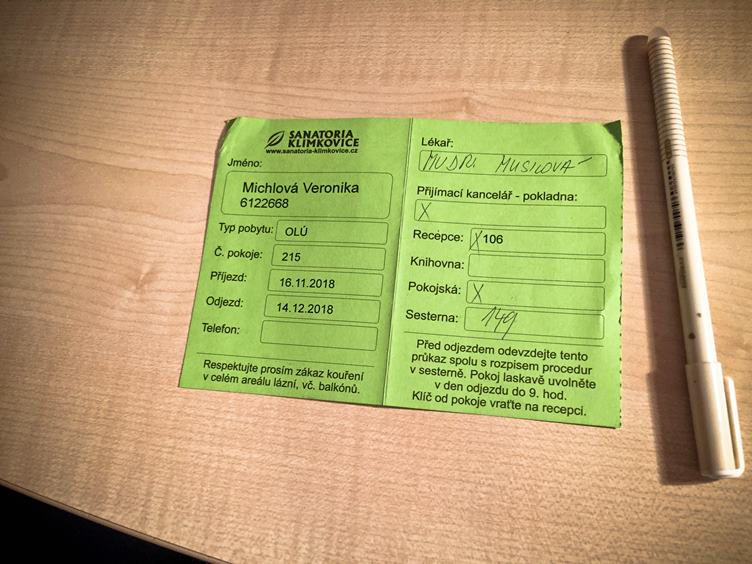 SANATORIA
KLIMKOVICE
www.sanatoria-klimkovice.cz
Jméno:
Michlová Veronika
6122668
Typ pobytu: OLÚ
Č. pokoje: 215
Příjezd: 16.11.2018
Odjezd: 14.12.2018
Telefon:
Respektujte prosím zákaz kouření
v celém areálu lázní, vč. balkónů.
Lékař:
MUDR. MUSILOVÁ
Přijímací kancelář - pokladna:
X
Recepce: X 106
Knihovna:
Pokojská: X
Sesterna: 149
Před odjezdem odevzdejte tento
průkaz spolu s rozpisem procedur
v sesterně. Pokoj laskavě uvolněte
v den odjezdu do 9. hod.
Klíč od pokoje vraťte na recepci.